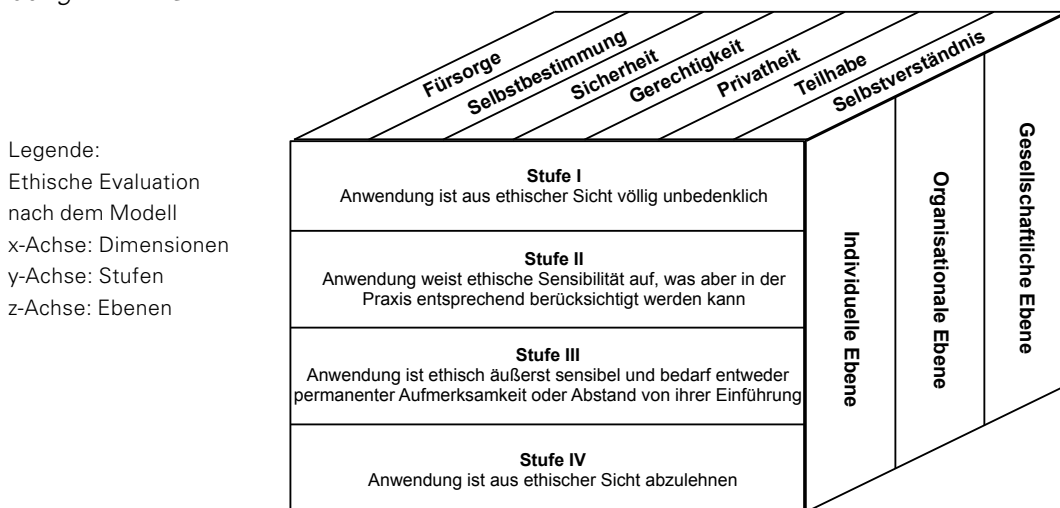 Legende:
Ethische Evaluation
nach dem Modell
x-Achse: Dimensionen
y-Achse: Stufen
z-Achse: Ebenen
Fürsorge
Selbstbestimmung
Sicherheit
Gerechtigkeit
Privatheit
Teilhabe
Selbstverständnis
Stufe I
Anwendung ist aus ethischer Sicht völlig unbedenklich
Stufe II
Anwendung weist ethische Sensibilität auf, was aber in der
Praxis entsprechend berücksichtigt werden kann
Stufe III
Anwendung ist ethisch äußerst sensibel und bedarf entweder
permanenter Aufmerksamkeit oder Abstand von ihrer Einführung
Stufe IV
Anwendung ist aus ethischer Sicht abzulehnen
Individuelle Ebene
Organisationale Ebene
Gesellschaftliche Ebene